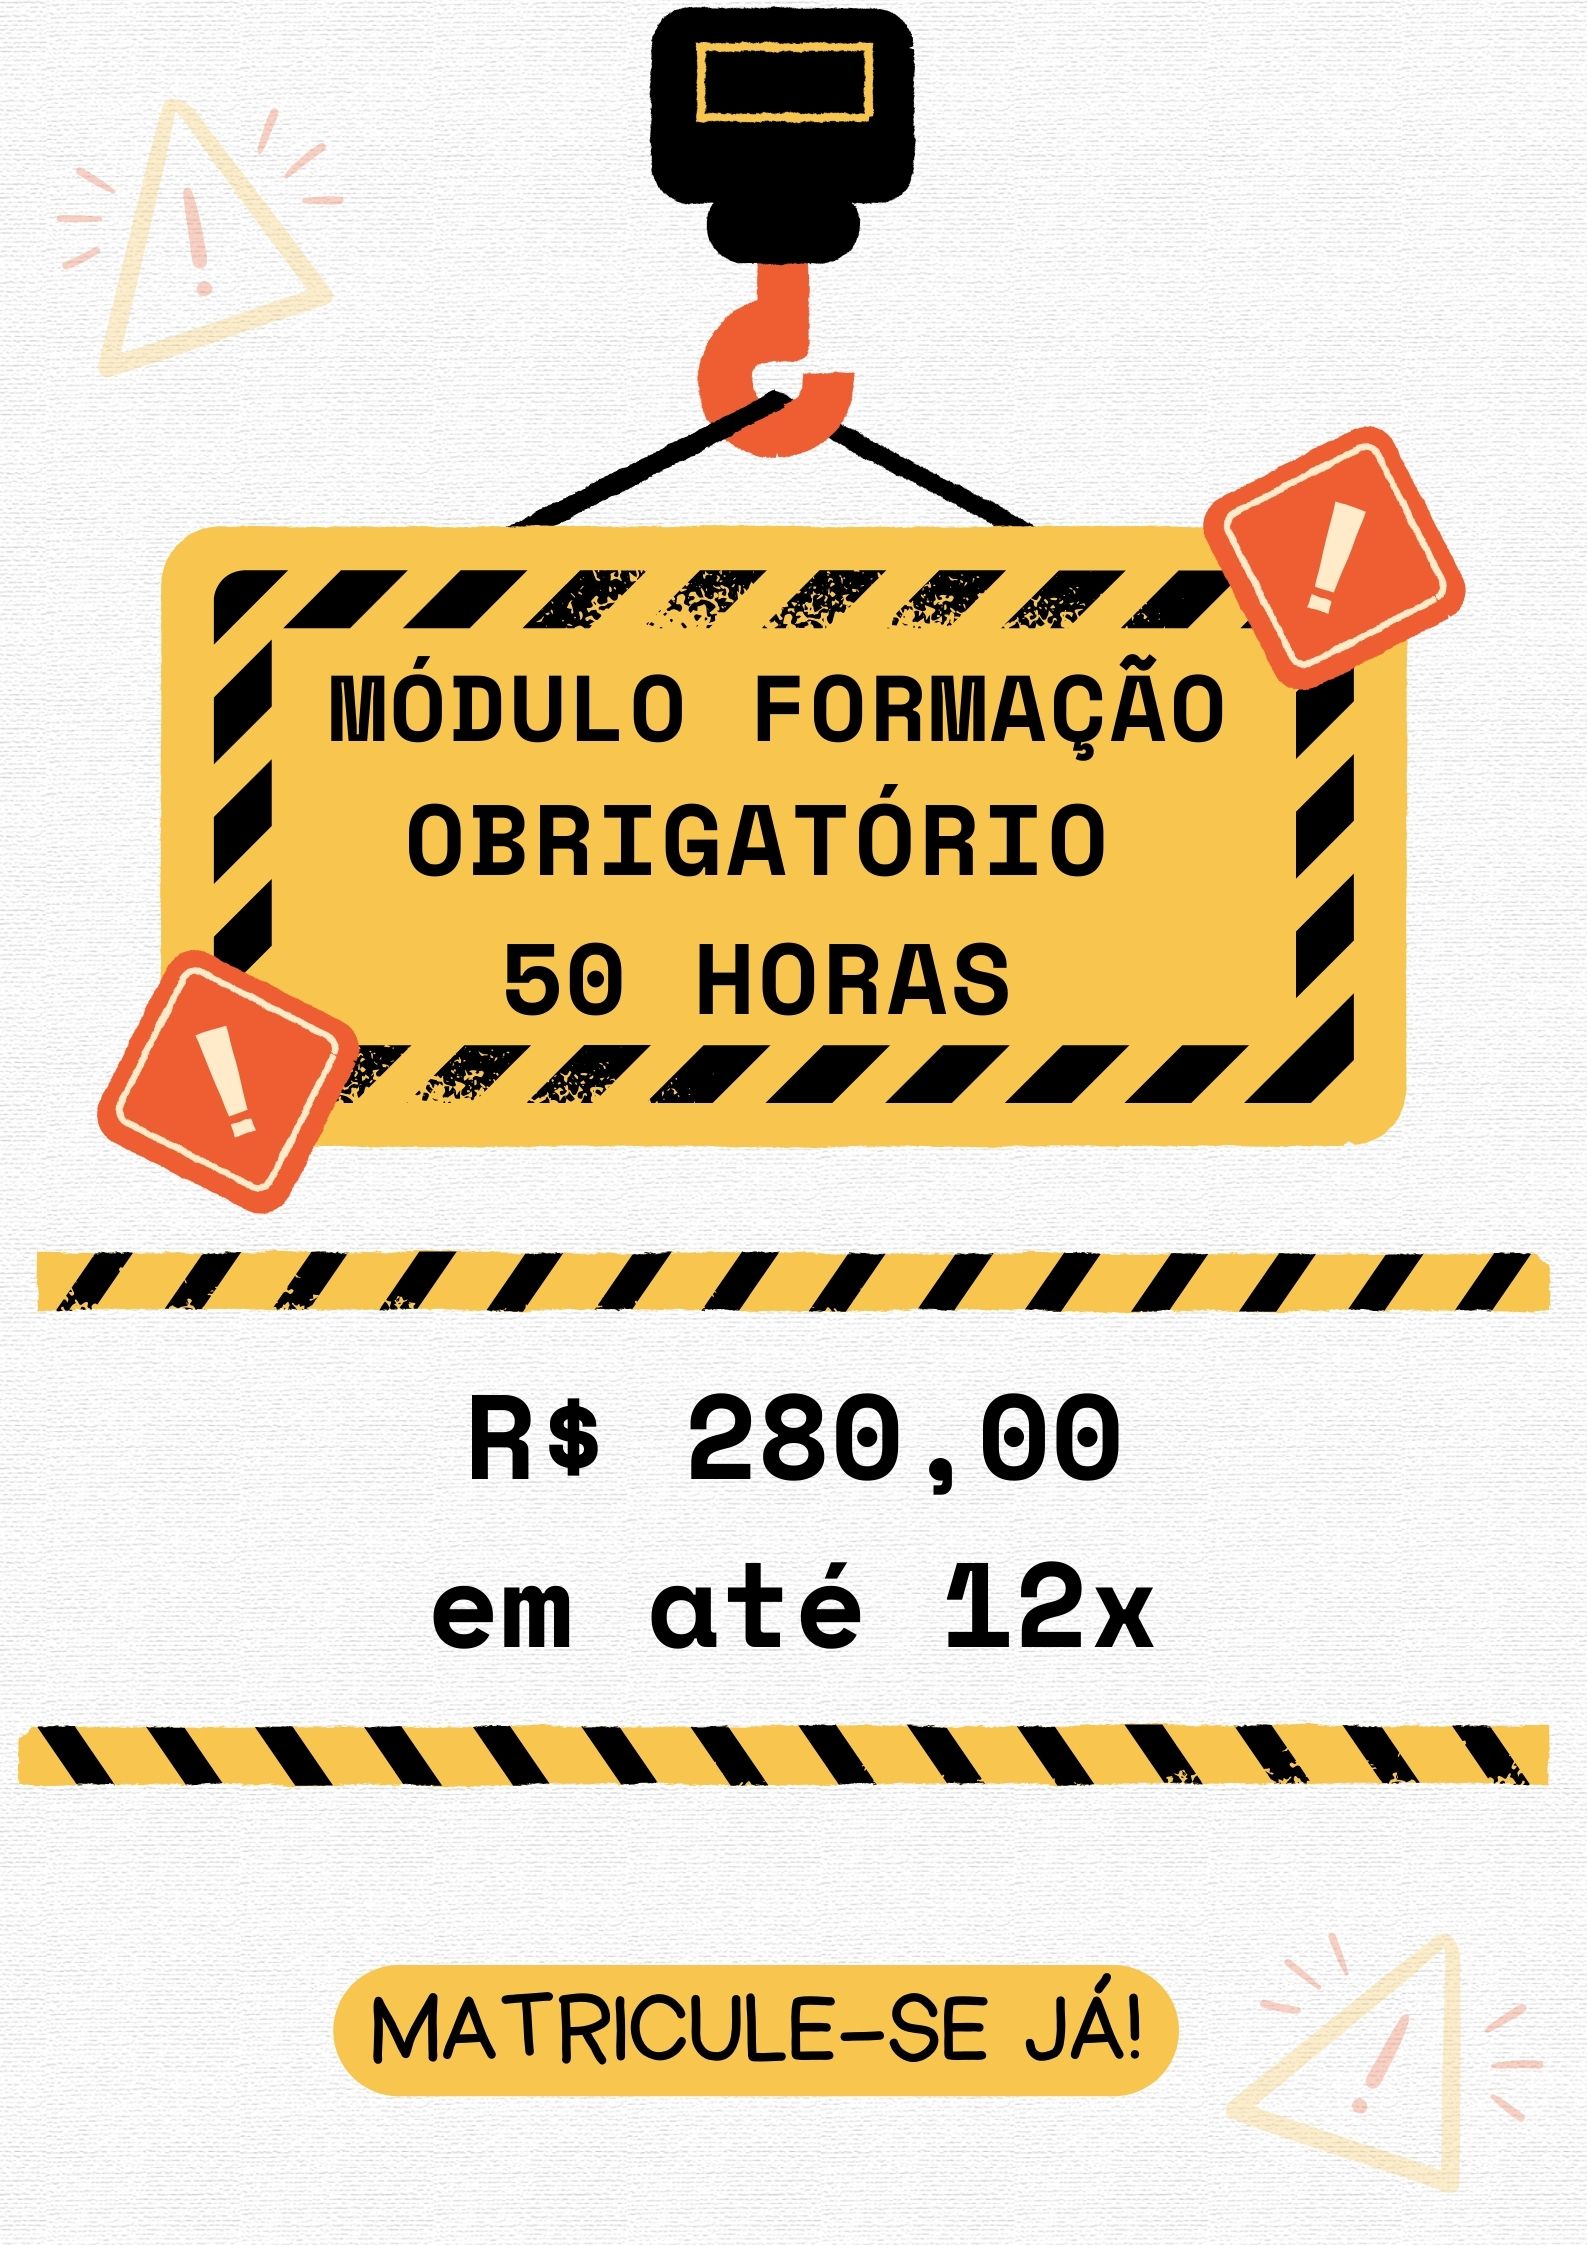 MÓDULO FORMAÇÃO
OBRIGATÓRIO
50 HORAS
R$ 280,00
em até 12x
MATRICULE-SE JÁ!